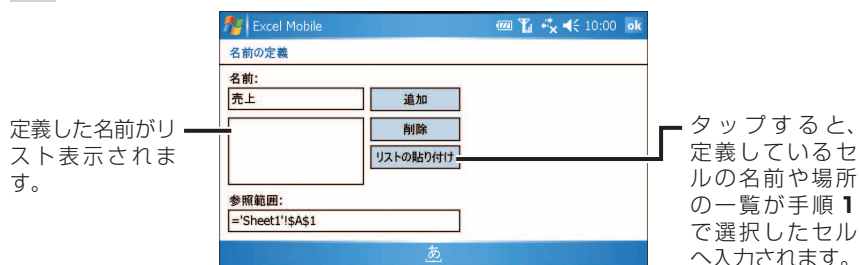 Excel Mobile 10:00 ok
名前の定義
名前:
売上
追加
削除
リストの貼り付け
参照範囲:
='Sheet1'!$A$1
あ
定義した名前がリ
スト表示されま
す。
タップすると、
定義しているセ
ルの名前や場所
の一覧が手順1
で選択したセル
へ入力されます。